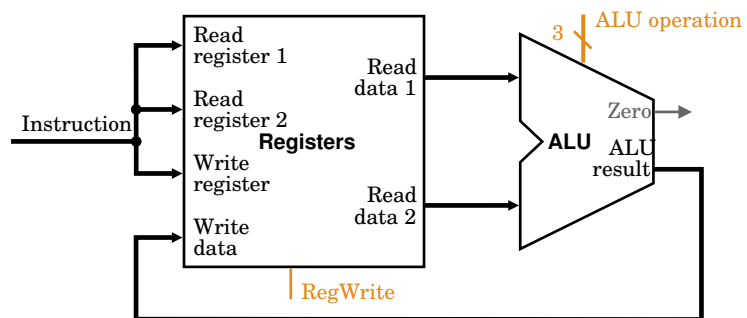 3
ALU operation
Read
register 1
Read
register 2
Instruction
Registers
Write
register
Write
data
Read
data 1
Read
data 2
RegWrite
ALU
Zero
ALU
result